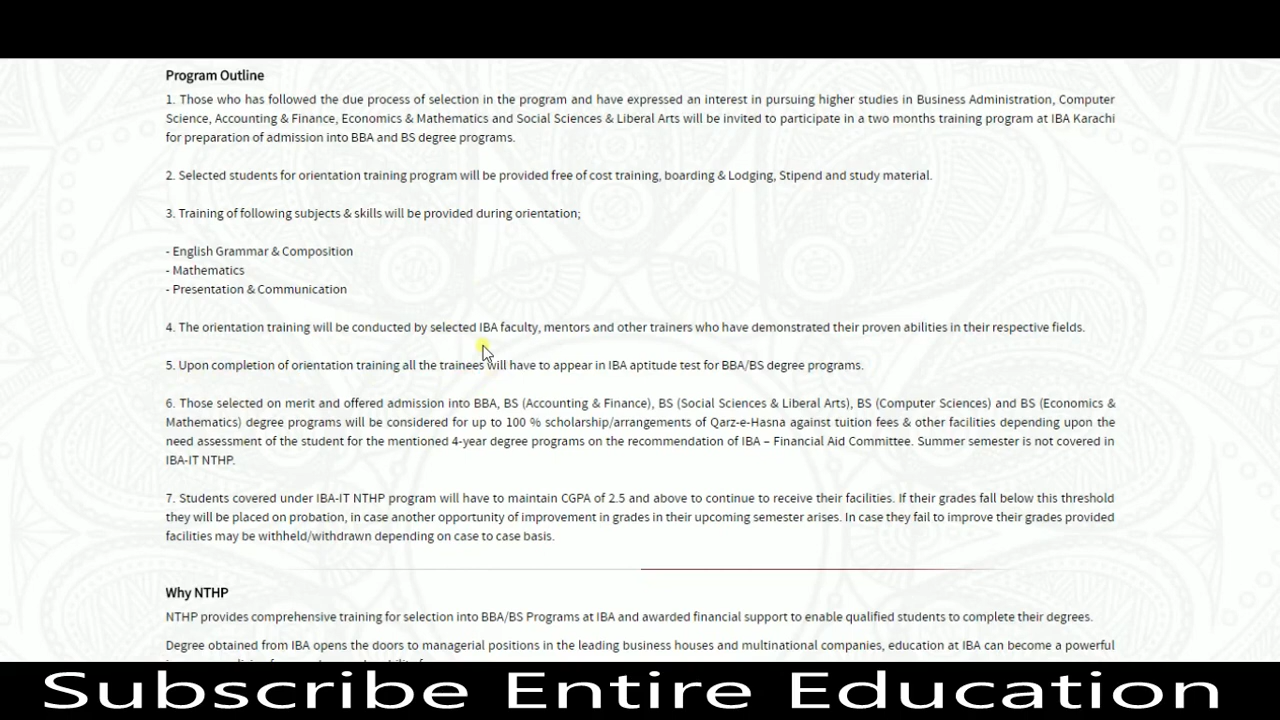 Program Outline
1. Those who has followed the due process of selection in the program and have expressed an interest in pursuing higher studies in Business Administration, Computer
Science, Accounting & Finance, Economics & Mathematics and Social Sciences & Liberal Arts will be invited to participate in a two months training program at IBA Karachi
for preparation of admission into BBA and BS degree programs.
2. Selected students for orientation training program will be provided free of cost training, boarding & Lodging, Stipend and study material.
3. Training of following subjects & skills will be provided during orientation;
- English Grammar & Composition
- Mathematics
- Presentation & Communication
4. The orientation training will be conducted by selected IBA faculty, mentors and other trainers who have demonstrated their proven abilities in their respective fields.
5. Upon completion of orientation training all the trainees will have to appear in IBA aptitude test for BBA/BS degree programs.
6. Those selected on merit and offered admission into BBA, BS (Accounting & Finance), BS (Social Sciences & Liberal Arts), BS (Computer Sciences) and BS (Economics &
Mathematics) degree programs will be considered for up to 100 % scholarship/arrangements of Qarz-e-Hasna against tuition fees & other facilities depending upon the
need assessment of the student for the mentioned 4-year degree programs on the recommendation of IBA – Financial Aid Committee. Summer semester is not covered in
IBA-IT NTHP.
7. Students covered under IBA-IT NTHP program will have to maintain CGPA of 2.5 and above to continue to receive their facilities. If their grades fall below this threshold
they will be placed on probation, in case another opportunity of improvement in grades in their upcoming semester arises. In case they fail to improve their grades provided
facilities may be withheld/withdrawn depending on case to case basis.
Why NTHP
NTHP provides comprehensive training for selection into BBA/BS Programs at IBA and awarded financial support to enable qualified students to complete their degrees.
Degree obtained from IBA opens the doors to managerial positions in the leading business houses and multinational companies, education at IBA can become a powerful
Subscribe Entire Education